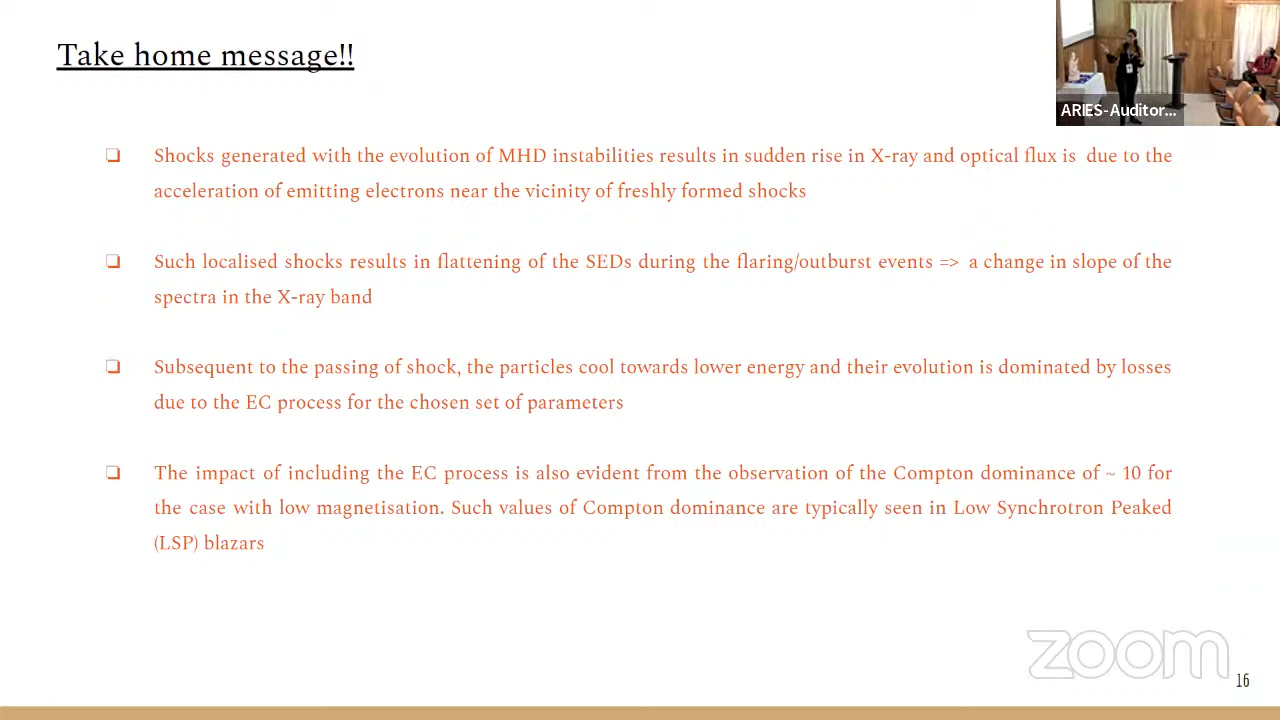 Take home message!!
ARIES-Auditor...
❑ Shocks generated with the evolution of MHD instabilities results in sudden rise in X-ray and optical flux is due to the
acceleration of emitting electrons near the vicinity of freshly formed shocks
❑ Such localised shocks results in flattening of the SEDs during the flaring/outburst events => a change in slope of the
spectra in the X-ray band
❑ Subsequent to the passing of shock, the particles cool towards lower energy and their evolution is dominated by losses
due to the EC process for the chosen set of parameters
❑ The impact of including the EC process is also evident from the observation of the Compton dominance of ~ 10 for
the case with low magnetisation. Such values of Compton dominance are typically seen in Low Synchrotron Peaked
(LSP) blazars
zoom
16